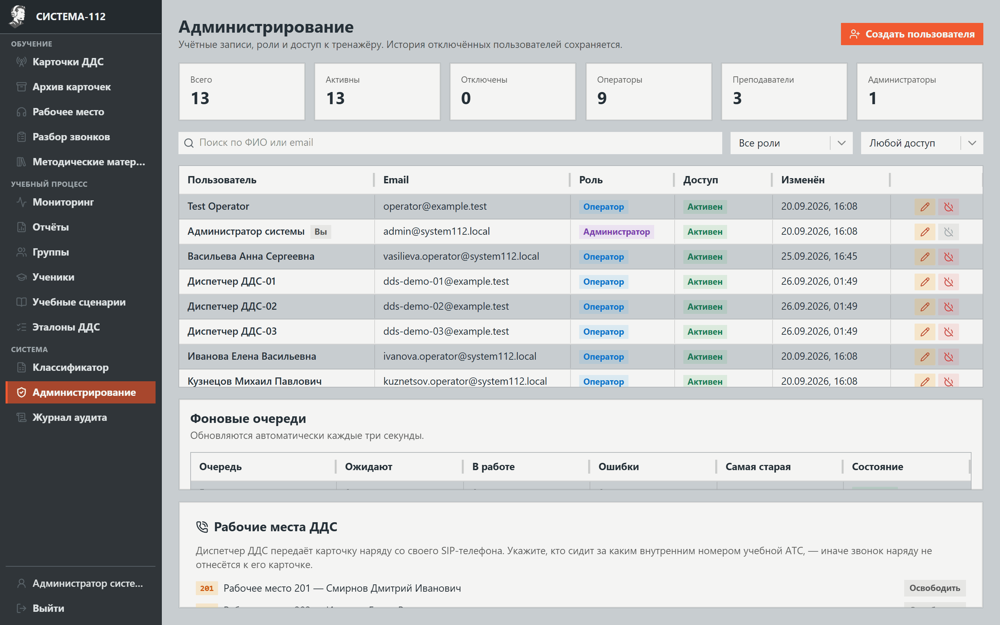 СИСТЕМА-112
ОБУЧЕНИЕ
Карточки ДДС
Архив карточек
Рабочее место
Разбор звонков
Методические матер...
УЧЕБНЫЙ ПРОЦЕСС
Мониторинг
Отчёты
Группы
Ученики
Учебные сценарии
Эталоны ДДС
СИСТЕМА
Классификатор
Администрирование
Журнал аудита
Администратор систе...
Выйти
Администрирование
Учётные записи, роли и доступ к тренажёру. История отключённых пользователей сохраняется.
Создать пользователя
Всего
13
Активны
13
Отключены
0
Операторы
9
Преподаватели
3
Администраторы
1
Поиск по ФИО или email
Все роли
Любой доступ
Пользователь Email Роль Доступ Изменён
Test Operator operator@example.test Оператор Активен 20.09.2026, 16:08
Администратор системы Вы admin@system112.local Администратор Активен 20.09.2026, 16:08
Васильева Анна Сергеевна vasilieva.operator@system112.local Оператор Активен 25.09.2026, 16:45
Диспетчер ДДС-01 dds-demo-01@example.test Оператор Активен 26.09.2026, 01:49
Диспетчер ДДС-02 dds-demo-02@example.test Оператор Активен 26.09.2026, 01:49
Диспетчер ДДС-03 dds-demo-03@example.test Оператор Активен 26.09.2026, 01:49
Иванова Елена Васильевна ivanova.operator@system112.local Оператор Активен 20.09.2026, 16:08
Кузнецов Михаил Павлович kuznetsov.operator@system112.local Оператор Активен 20.09.2026, 16:08
Фоновые очереди
Обновляются автоматически каждые три секунды.
Очередь Ожидают В работе Ошибки Самая старая Состояние
Рабочие места ДДС
Диспетчер ДДС передаёт карточку наряду со своего SIP-телефона. Укажите, кто сидит за каким внутренним номером учебной АТС, — иначе звонок наряду не
отнесётся к его карточке.
201 Рабочее место 201 — Смирнов Дмитрий Иванович Освободить